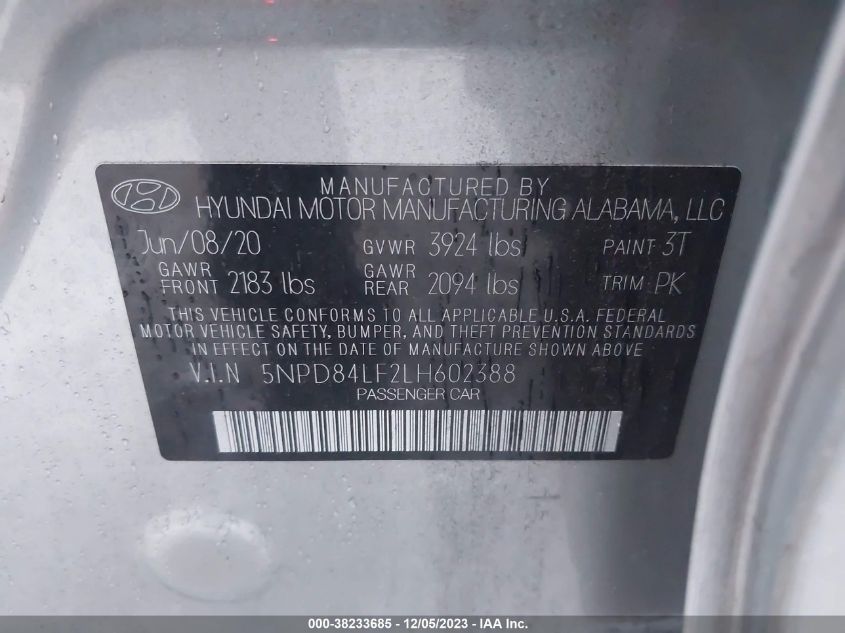 MANUFACTURED BY
HYUNDAI MOTOR MANUFACTURING ALABAMA, LLC
Jun/08/20 GVWR 3924 lbs PAINT 3T
GAWR FRONT 2183 lbs GAWR REAR 2094 lbs TRIM: PK
THIS VEHICLE CONFORMS TO ALL APPLICABLE U.S.A. FEDERAL
MOTOR VEHICLE SAFETY, BUMPER, AND THEFT PREVENTION STANDARDS
IN EFFECT ON THE DATE OF MANUFACTURE SHOWN ABOVE.
V.I.N 5NPD84LF2LH602388
PASSENGER CAR
000-38233685 - 12/05/2023 - IAA Inc.